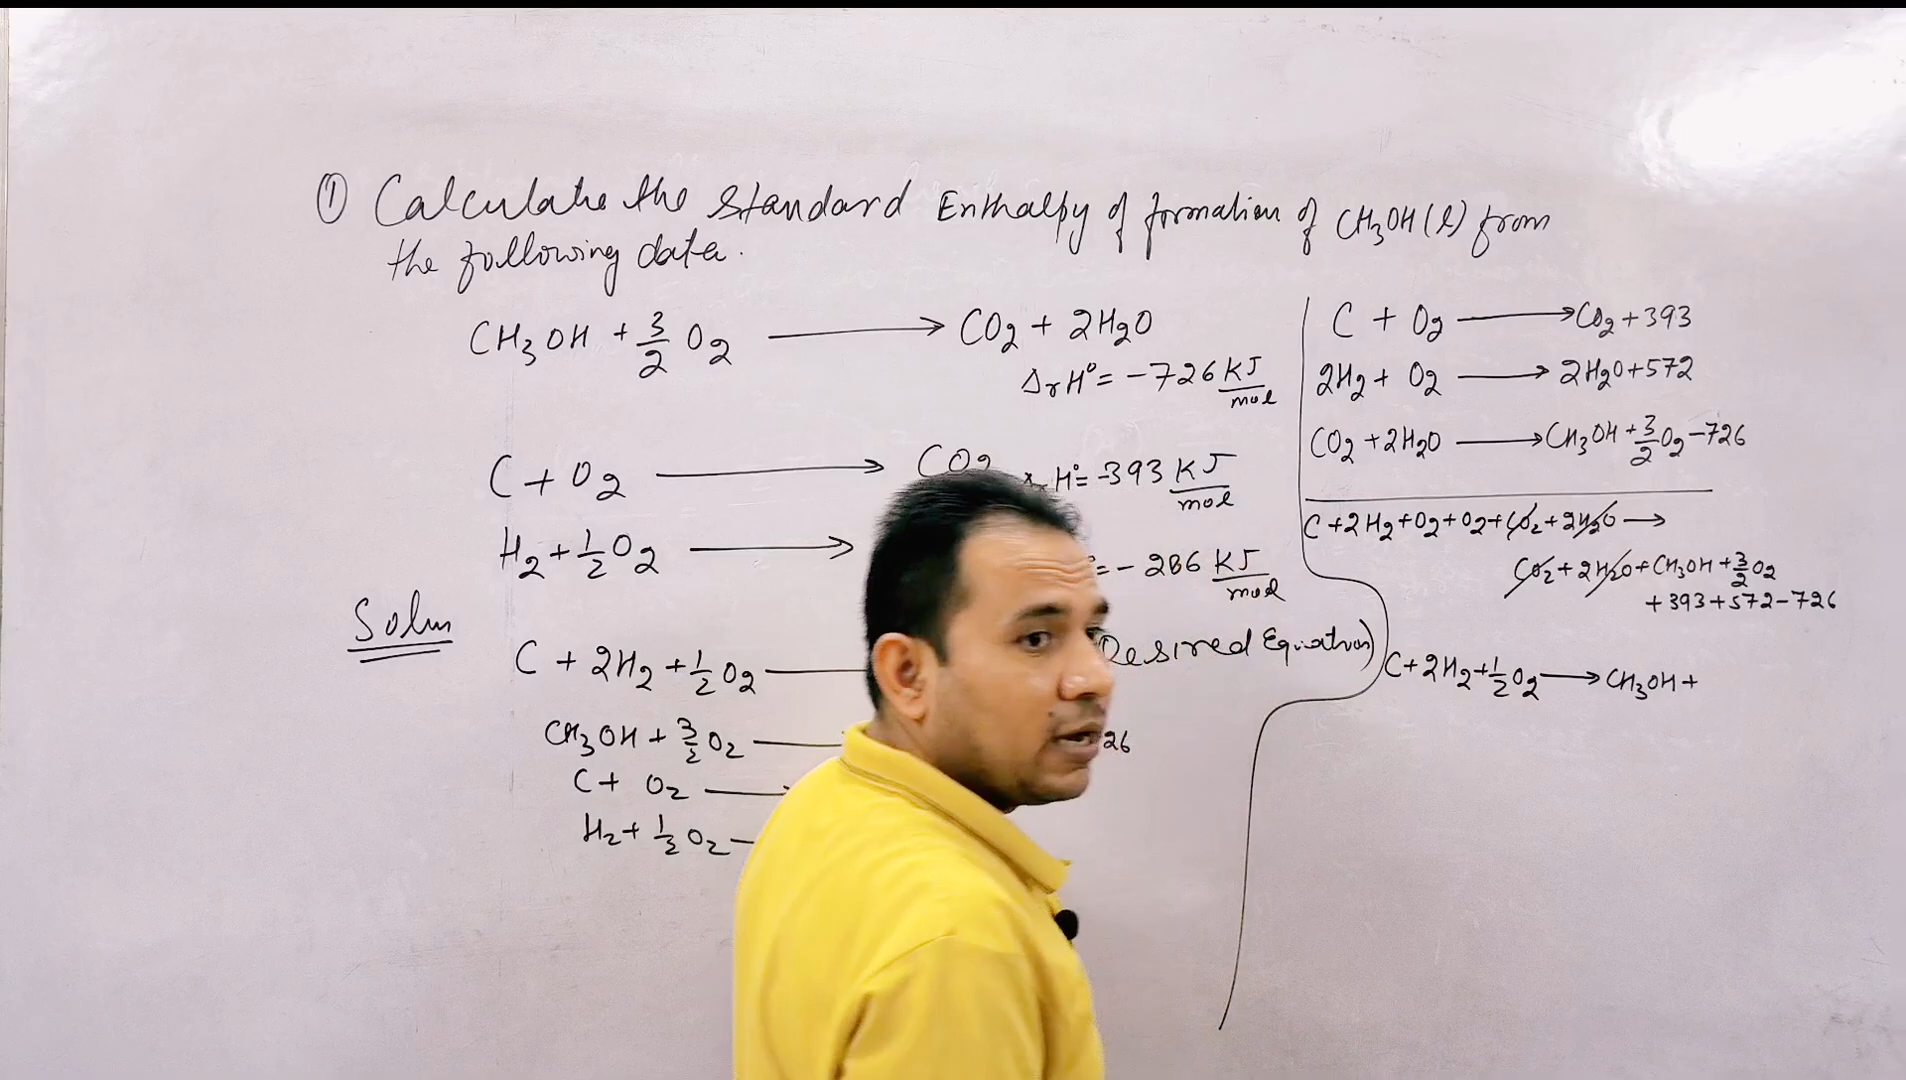 ① Calculate the standard Enthalpy of formation of CH₃OH(l) from
the following data.
CH₃OH + 3/2 O₂ ⟶ CO₂ + 2H₂O
ΔrH° = -726 KJ/mol
C + O₂ ⟶ CO₂ H° = -393 KJ/mol
H₂ + 1/2 O₂ ⟶ = - 286 KJ/mol
Soln
C + 2H₂ + 1/2 O₂ Desired Equation)
CH₃OH + 3/2 O₂ 26
C + O₂
H₂ + 1/2 O₂
C + O₂ ⟶ CO₂ + 393
2H₂ + O₂ ⟶ 2H₂O + 572
CO₂ + 2H₂O ⟶ CH₃OH + 3/2 O₂ - 726
C + 2H₂ + O₂ + O₂ + CO₂ + 2H₂O ⟶
CO₂ + 2H₂O + CH₃OH + 3/2 O₂
+ 393 + 572 - 726
C + 2H₂ + 1/2 O₂ ⟶ CH₃OH +